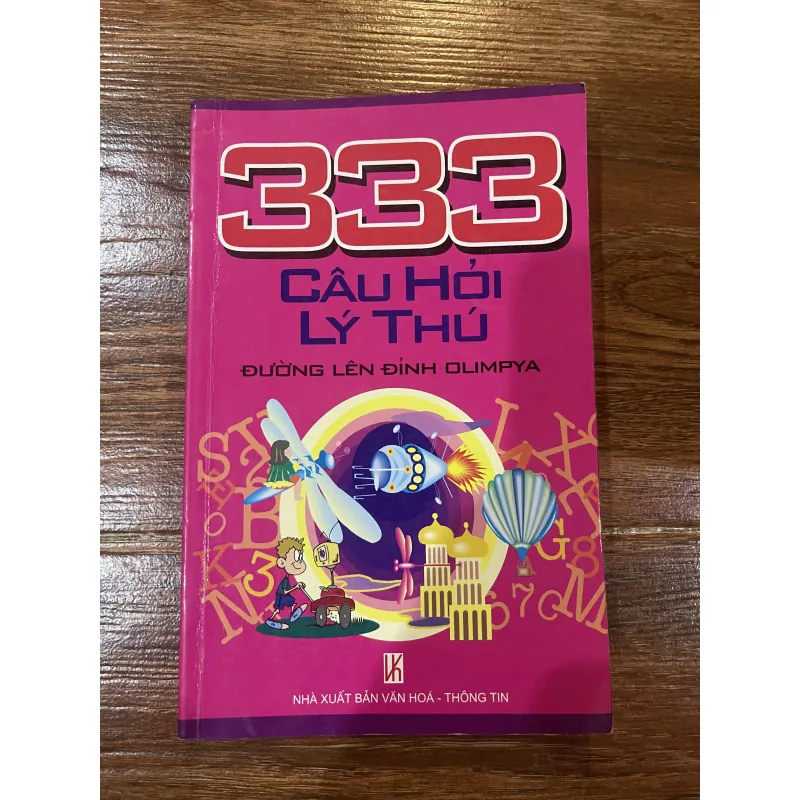 333
CÂU HỎI
LÝ THÚ
ĐƯỜNG LÊN ĐỈNH OLIMPYA
NHÀ XUẤT BẢN VĂN HOÁ - THÔNG TIN